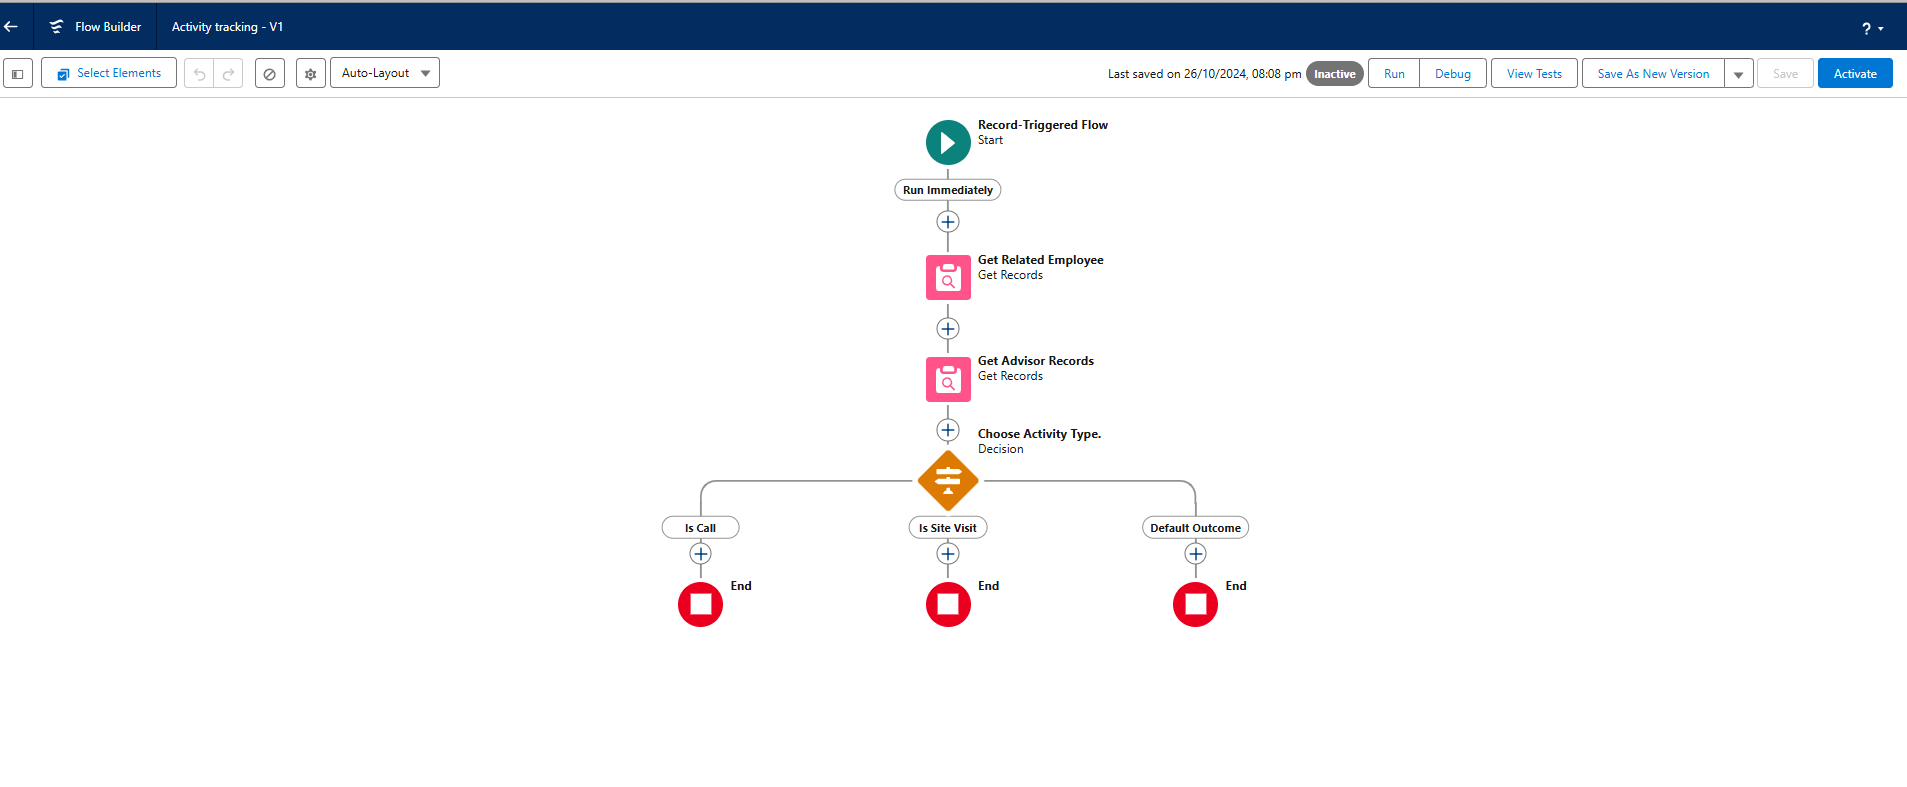 Flow Builder
Activity tracking - V1
?
Select Elements
Auto-Layout
Last saved on 26/10/2024, 08:08 pm
Inactive
Run
Debug
View Tests
Save As New Version
Save
Activate
Record-Triggered Flow
Start
Run Immediately
Get Related Employee
Get Records
Get Advisor Records
Get Records
Choose Activity Type.
Decision
Is Call
Is Site Visit
Default Outcome
End
End
End